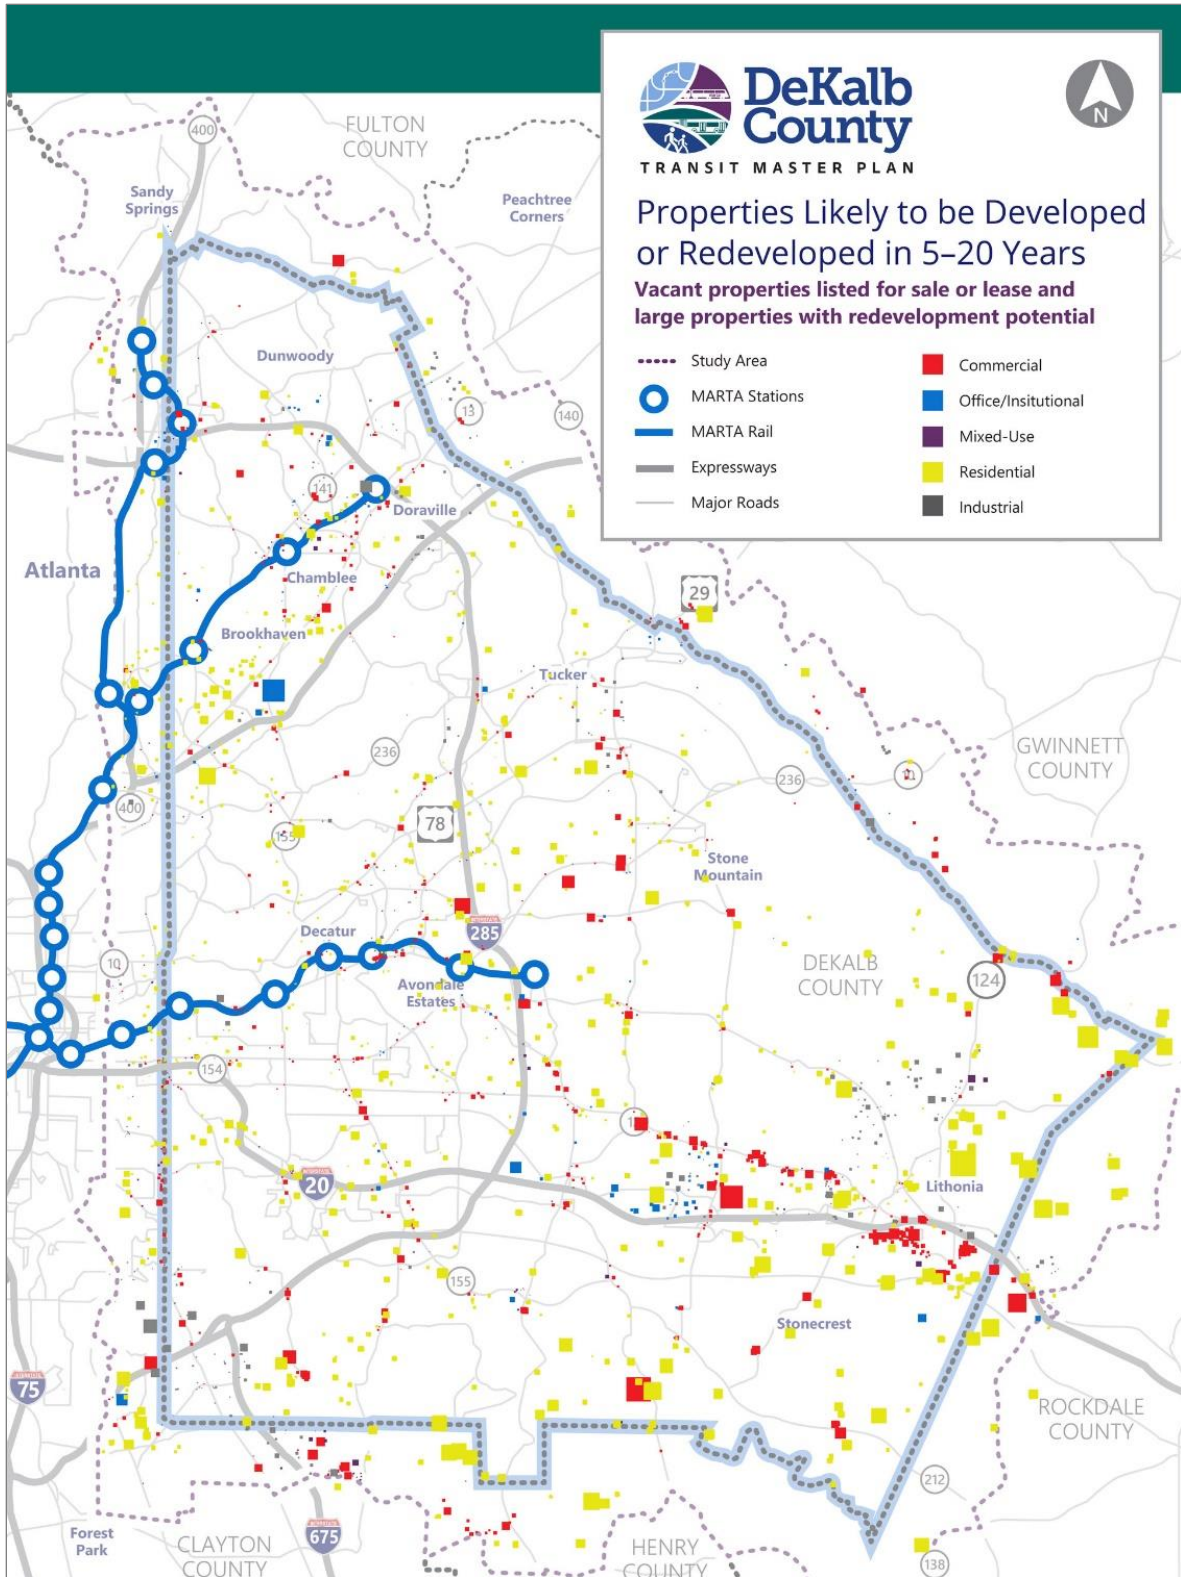 DeKalb
County
TRANSIT MASTER PLAN
N
Properties Likely to be Developed
or Redeveloped in 5–20 Years
Vacant properties listed for sale or lease and
large properties with redevelopment potential
Study Area
MARTA Stations
MARTA Rail
Expressways
Major Roads
Commercial
Office/Insitutional
Mixed-Use
Residential
Industrial
400
FULTON
COUNTY
Sandy
Springs
Peachtree
Corners
Dunwoody
13
140
141
Doraville
Atlanta
Chamblee
29
Brookhaven
Tucker
236
GWINNETT
COUNTY
236
400
78
155
Stone
Mountain
285
Decatur
10
DEKALB
COUNTY
124
Avondale
Estates
154
20
Lithonia
155
Stonecrest
75
ROCKDALE
COUNTY
212
Forest
Park
CLAYTON
COUNTY
675
HENRY
COUNTY
138